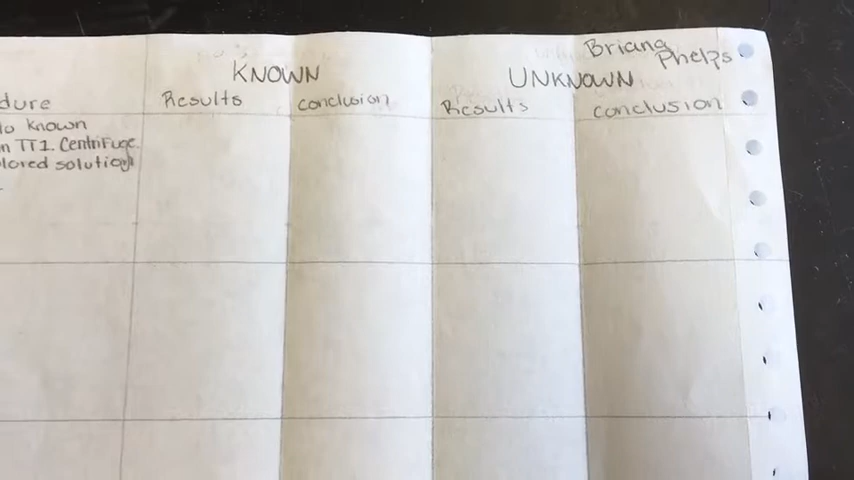 Briana
Phelps
KNOWN
UNKNOWN
dure
Results
conclusion
Results
conclusion
to known
n TT1. Centrifuge
lored solution